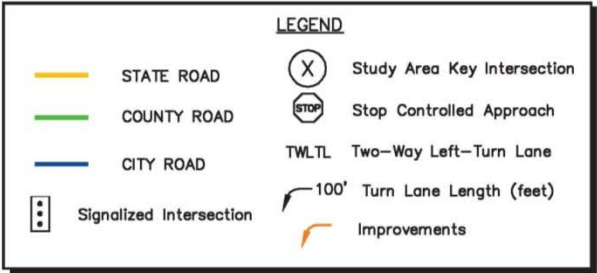 LEGEND
STATE ROAD
COUNTY ROAD
CITY ROAD
Signalized Intersection
X Study Area Key Intersection
STOP Stop Controlled Approach
TWLTL Two-Way Left-Turn Lane
100' Turn Lane Length (feet)
Improvements